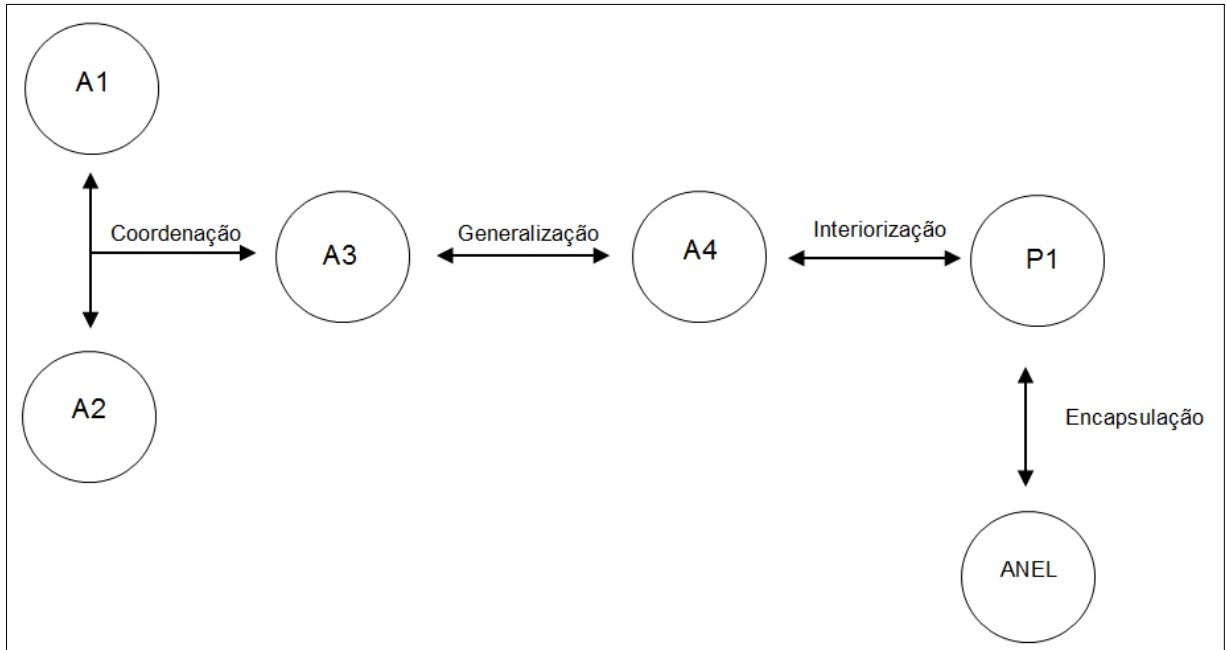 A1
Coordenação
A3
Generalização
A4
Interiorização
P1
A2
Encapsulação
ANEL